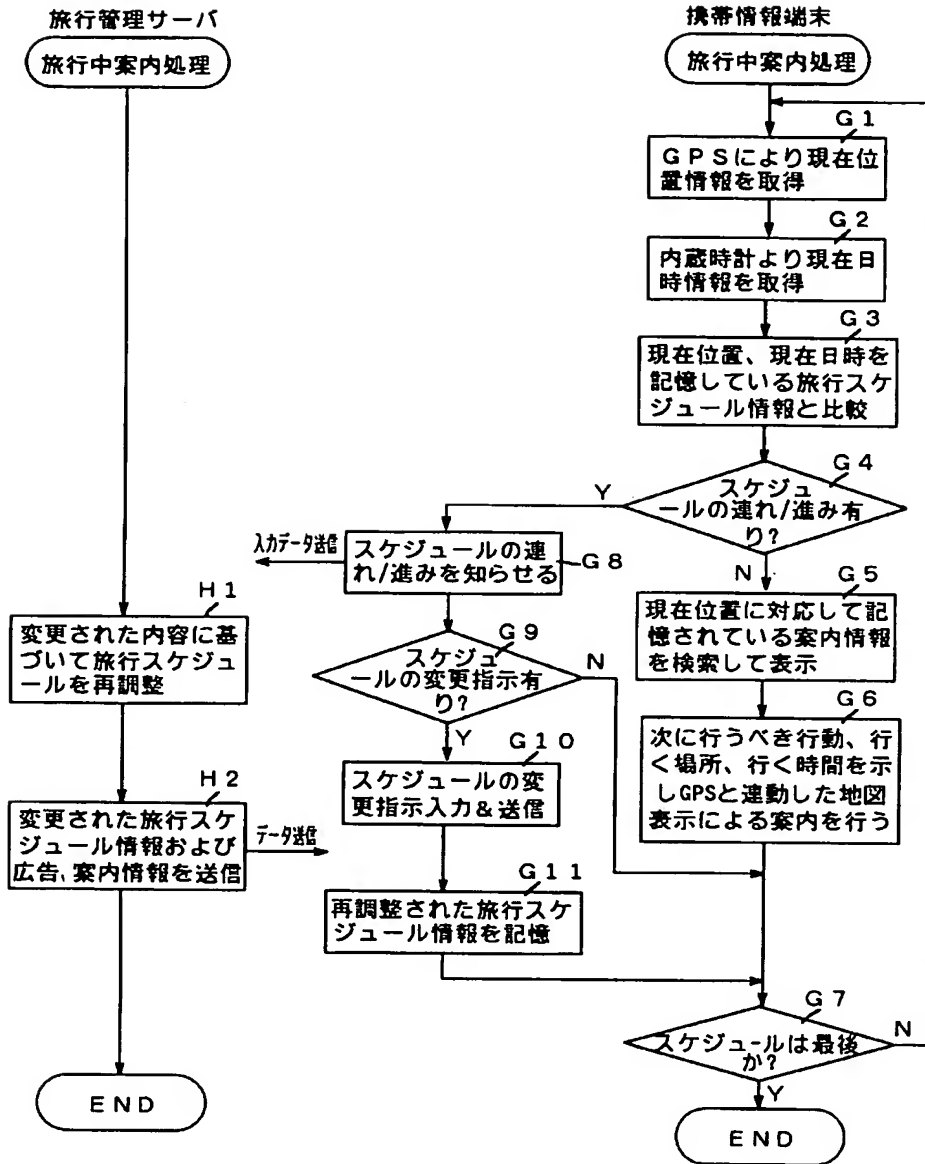 旅行管理サーバ
旅行中案内処理
H1
変更された内容に基
づいて旅行スケジュ
ールを再調整
H2
変更された旅行スケ
ジュール情報および
広告、案内情報を送信
データ送信
END
携帯情報端末
旅行中案内処理
G1
GPSにより現在位
置情報を取得
G2
内蔵時計より現在日
時情報を取得
G3
現在位置、現在日時を
記憶している旅行スケ
ジュール情報と比較
G4
スケジュ
ールの連れ/進み有
り?
Y
N
入力データ送信
スケジュールの連
れ/進みを知らせる
G8
G9
スケジュ
ールの変更指示有
り?
N
Y
G10
スケジュールの変
更指示入力&送信
G11
再調整された旅行スケ
ジュール情報を記憶
G5
現在位置に対応して記
憶されている案内情報
を検索して表示
G6
次に行うべき行動、行
く場所、行く時間を示
しGPSと連動した地図
表示による案内を行う
G7
スケジュールは最後
か?
N
Y
END